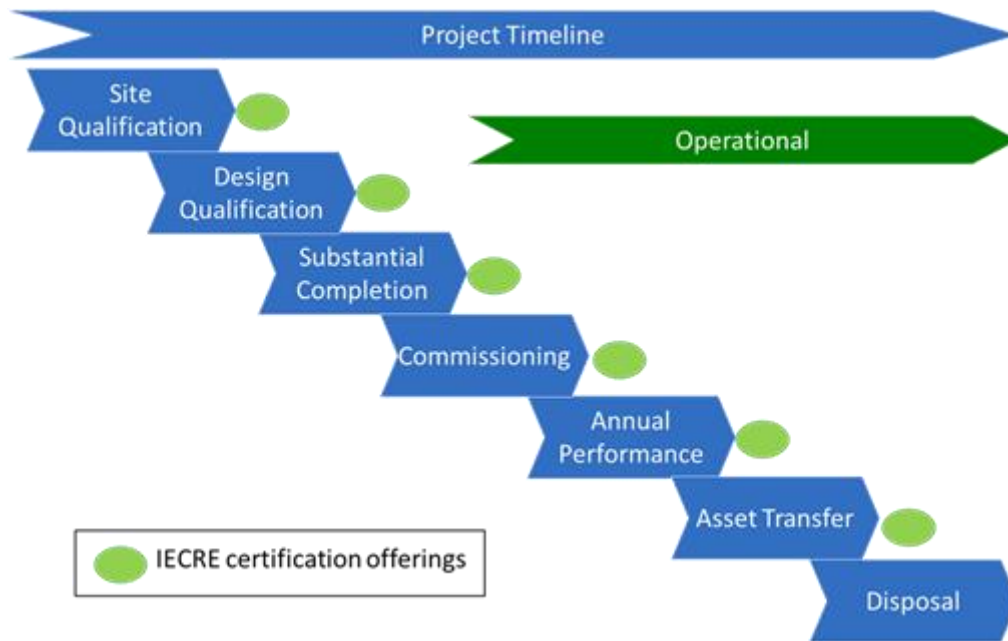 Project Timeline
Site
Qualification
Operational
Design
Qualification
Substantial
Completion
Commissioning
Annual
Performance
Asset Transfer
IECRE certification offerings
Disposal